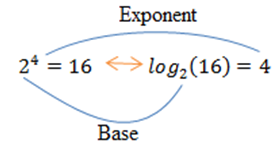 Exponent
2⁴ = 16 ⟷ log₂(16) = 4
Base